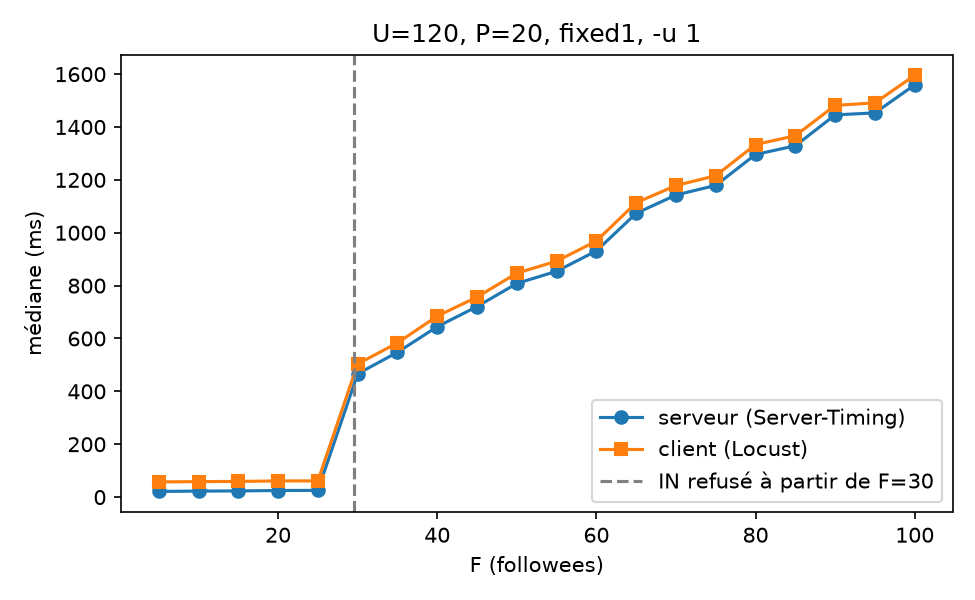 U=120, P=20, fixed1, -u 1
médiane (ms)
1600
1400
1200
1000
800
600
400
200
0
serveur (Server-Timing)
client (Locust)
IN refusé à partir de F=30
20
40
60
80
100
F (followees)